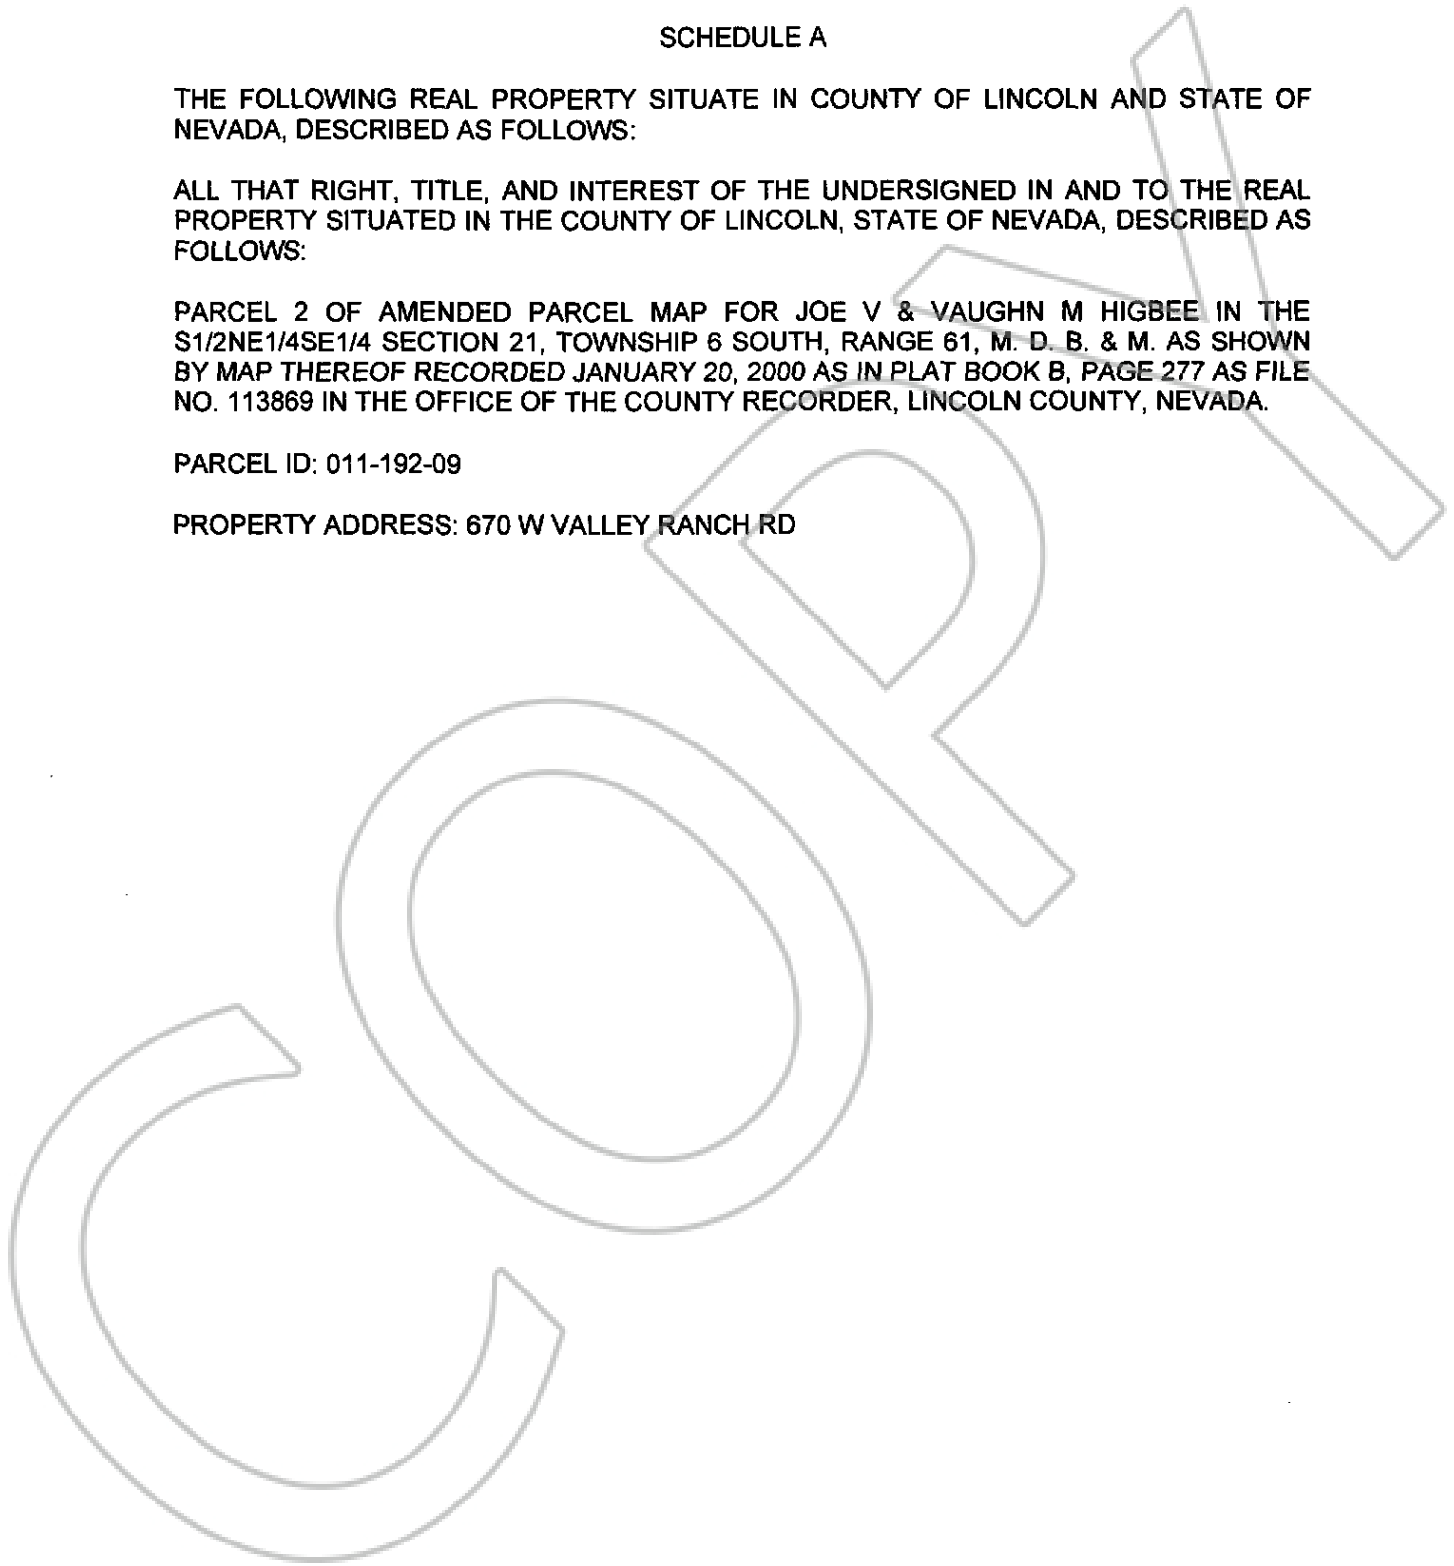 SCHEDULE A
THE FOLLOWING REAL PROPERTY SITUATE IN COUNTY OF LINCOLN AND STATE OF
NEVADA, DESCRIBED AS FOLLOWS:
ALL THAT RIGHT, TITLE, AND INTEREST OF THE UNDERSIGNED IN AND TO THE REAL
PROPERTY SITUATED IN THE COUNTY OF LINCOLN, STATE OF NEVADA, DESCRIBED AS
FOLLOWS:
PARCEL 2 OF AMENDED PARCEL MAP FOR JOE V & VAUGHN M HIGBEE IN THE
S1/2NE1/4SE1/4 SECTION 21, TOWNSHIP 6 SOUTH, RANGE 61, M. D. B. & M. AS SHOWN
BY MAP THEREOF RECORDED JANUARY 20, 2000 AS IN PLAT BOOK B, PAGE 277 AS FILE
NO. 113869 IN THE OFFICE OF THE COUNTY RECORDER, LINCOLN COUNTY, NEVADA.
PARCEL ID: 011-192-09
PROPERTY ADDRESS: 670 W VALLEY RANCH RD
COPY